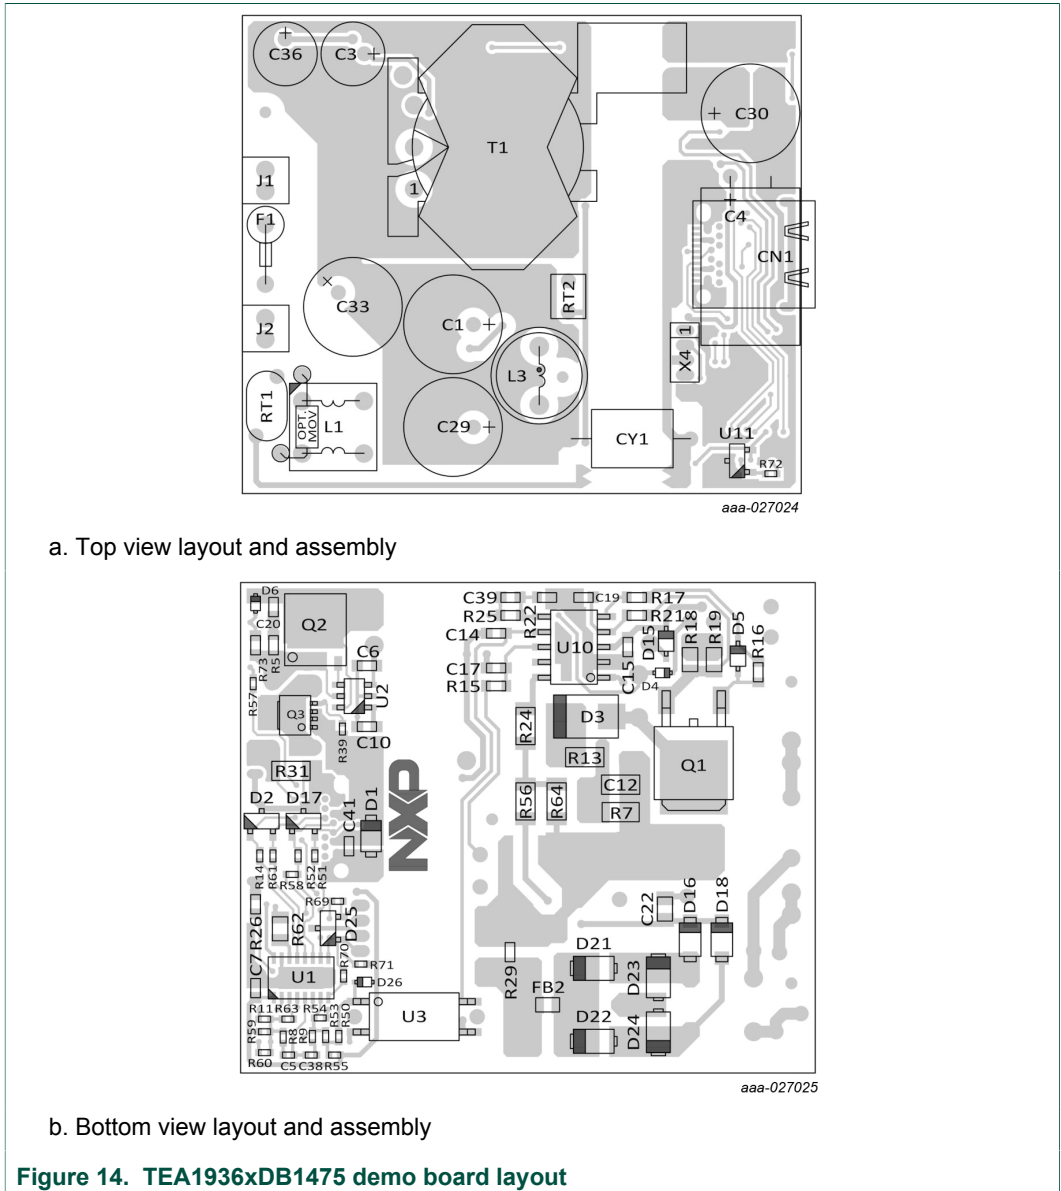 C36
C3
C30
T1
J1
1
F1
C4
CN1
C33
RT2
J2
C1
1
X4
L3
RT1
OPT.
MOV
L1
C29
CY1
U11
R72
aaa-027024
a. Top view layout and assembly
D6
C39
C19
R17
C20
Q2
R25
R22
R21
C14
U10
D15
R18
R19
D5
R16
R73
R5
C6
C17
C15
R57
U2
R15
D4
Q3
R39
C10
R24
D3
R13
Q1
R31
C12
D2
D17
C41
D1
NXP
R56
R64
R7
R14
R61
R58
R52
R51
R69
D25
C22
D16
D18
R26
R62
C7
U1
R70
R71
D26
R29
D21
D23
FB2
R11
R63
R54
R53
R50
U3
D22
D24
R59
R8
R9
R60
C5
C38
R55
aaa-027025
b. Bottom view layout and assembly
Figure 14. TEA1936xDB1475 demo board layout